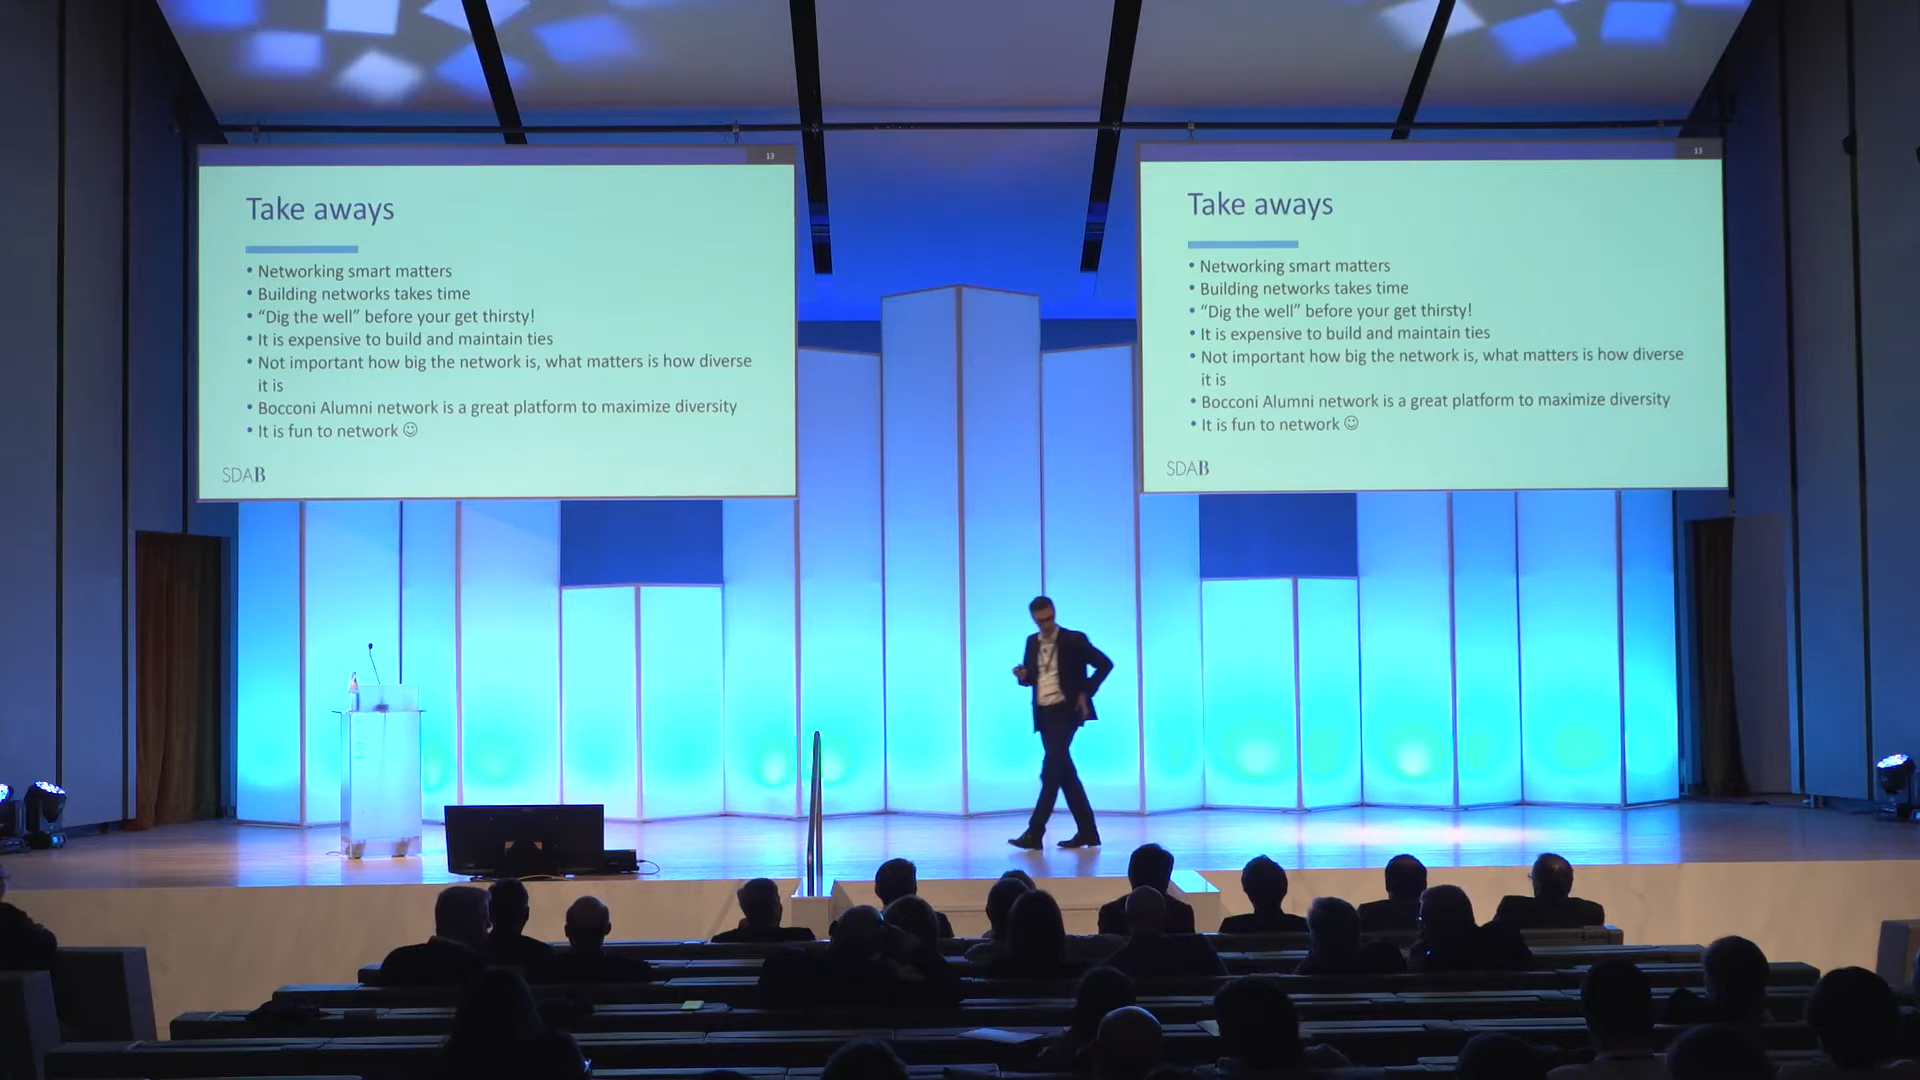 13
Take aways
• Networking smart matters
• Building networks takes time
• “Dig the well” before your get thirsty!
• It is expensive to build and maintain ties
• Not important how big the network is, what matters is how diverse
it is
• Bocconi Alumni network is a great platform to maximize diversity
• It is fun to network ☺
SDAB
13
Take aways
• Networking smart matters
• Building networks takes time
• “Dig the well” before your get thirsty!
• It is expensive to build and maintain ties
• Not important how big the network is, what matters is how diverse
it is
• Bocconi Alumni network is a great platform to maximize diversity
• It is fun to network ☺
SDAB